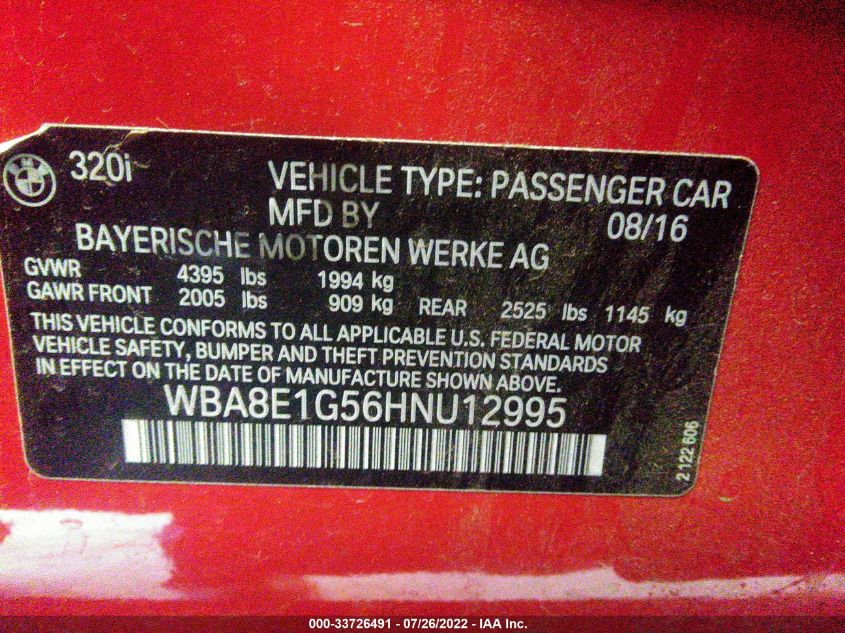 320i
VEHICLE TYPE: PASSENGER CAR
MFD BY 08/16
BAYERISCHE MOTOREN WERKE AG
GVWR 4395 lbs 1994 kg
GAWR FRONT 2005 lbs 909 kg REAR 2525 lbs 1145 kg
THIS VEHICLE CONFORMS TO ALL APPLICABLE U.S. FEDERAL MOTOR
VEHICLE SAFETY, BUMPER AND THEFT PREVENTION STANDARDS
IN EFFECT ON THE DATE OF MANUFACTURE SHOWN ABOVE.
WBA8E1G56HNU12995
2 122 606
000-33726491 - 07/26/2022 - IAA Inc.